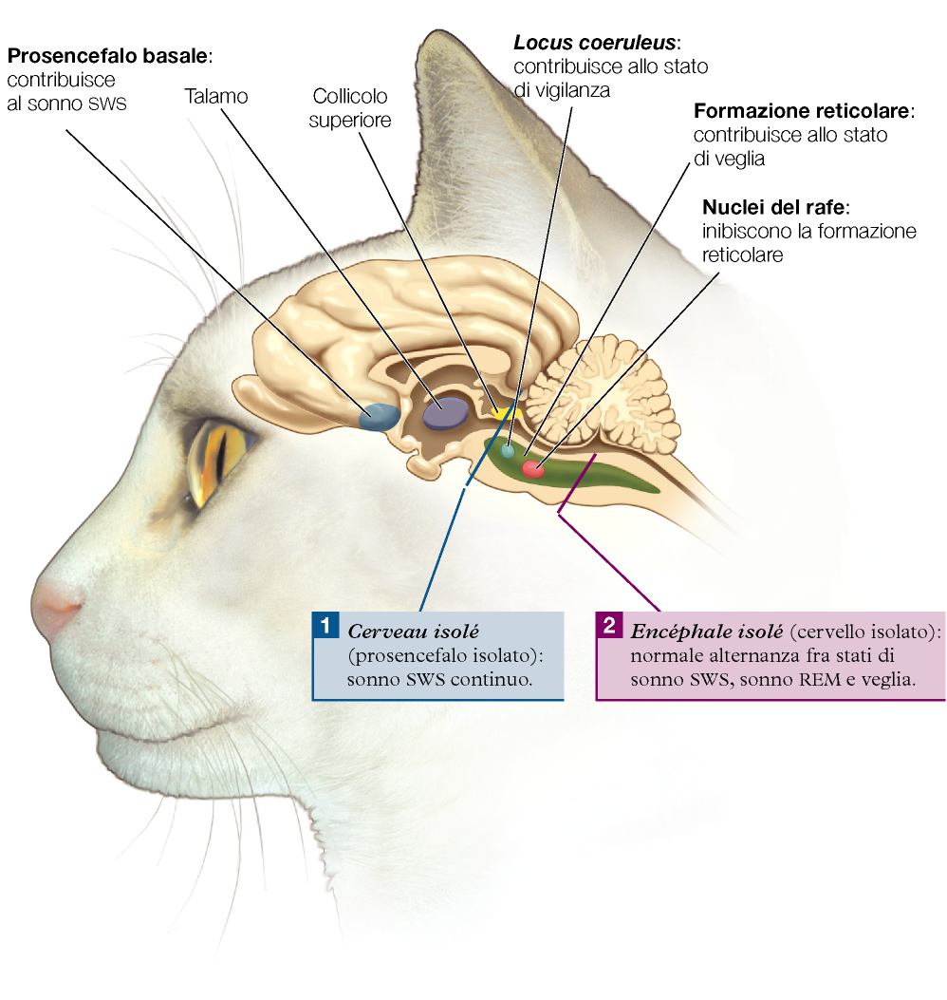 Prosencefalo basale:
contribuisce
al sonno SWS
Talamo
Collicolo
superiore
Locus coeruleus:
contribuisce allo stato
di vigilanza
Formazione reticolare:
contribuisce allo stato
di veglia
Nuclei del rafe:
inibiscono la formazione
reticolare
1 Cerveau isolé
(prosencefalo isolato):
sonno SWS continuo.
2 Encéphale isolé (cervello isolato):
normale alternanza fra stati di
sonno SWS, sonno REM e veglia.